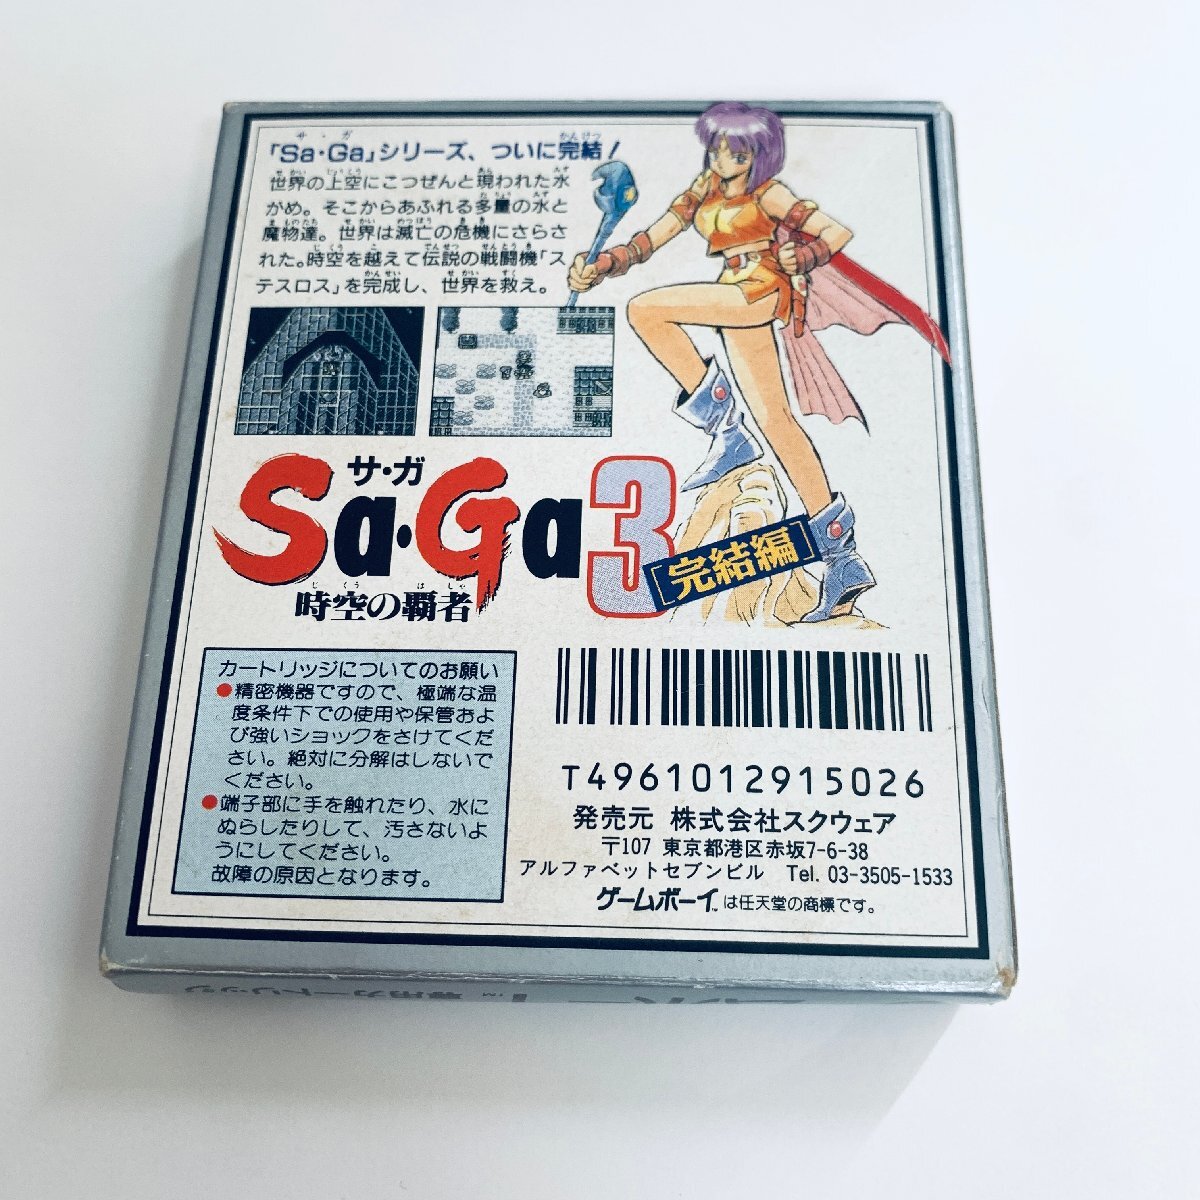 「Sa・Ga」シリーズ、ついに完結!
世界の上空にこつぜんと現われた水
かめ。そこからあふれる多量の水と
魔物達。世界は滅亡の危機にさらさ
れた。時空を越えて伝説の戦闘機「ス
テスロス」を完成し、世界を救え。
サ・ガ
Sa・Ga3
[完結編]
時空の覇者
カートリッジについてのお願い
●精密機器ですので、極端な温
度条件下での使用や保管およ
び強いショックをさけてくだ
さい。絶対に分解はしないで
ください。
●端子部に手を触れたり、水に
ぬらしたりして、汚さないよ
うにしてください。
故障の原因となります。
T4961012915026
発売元 株式会社スクウェア
〒107 東京都港区赤坂7-6-38
アルファベットセブンビル Tel. 03-3505-1533
ゲームボーイ™は任天堂の商標です。
専用カートリッジ